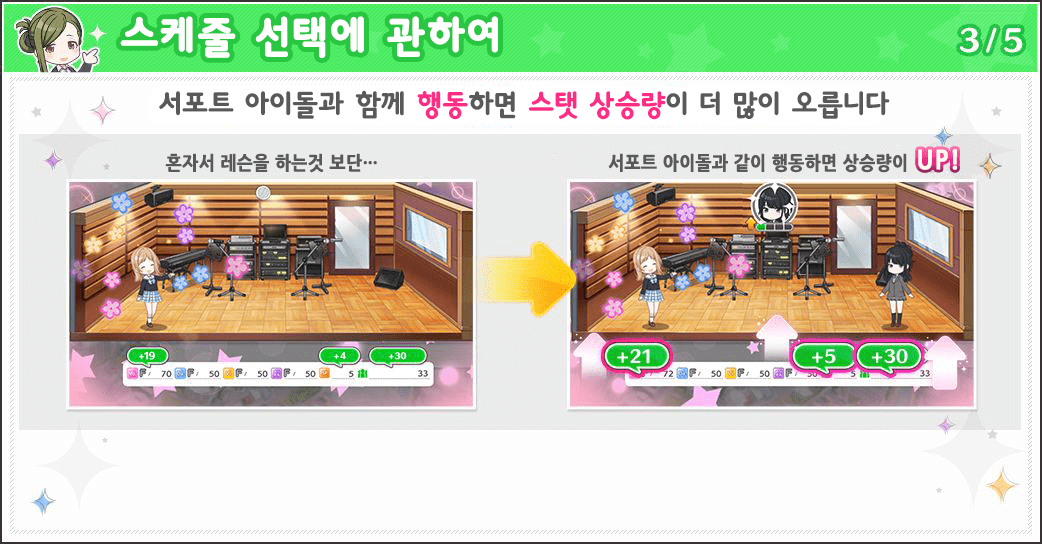 스케줄 선택에 관하여
3/5
서포트 아이돌과 함께 행동하면 스탯 상승량이 더 많이 오릅니다
혼자서 레슨을 하는것 보단…
서포트 아이돌과 같이 행동하면 상승량이 UP!
+19 +4 +30
F 70 F 50 F 50 F 50 5 33
+21 +5 +30
72 F 50 F 50 F 50 5 33